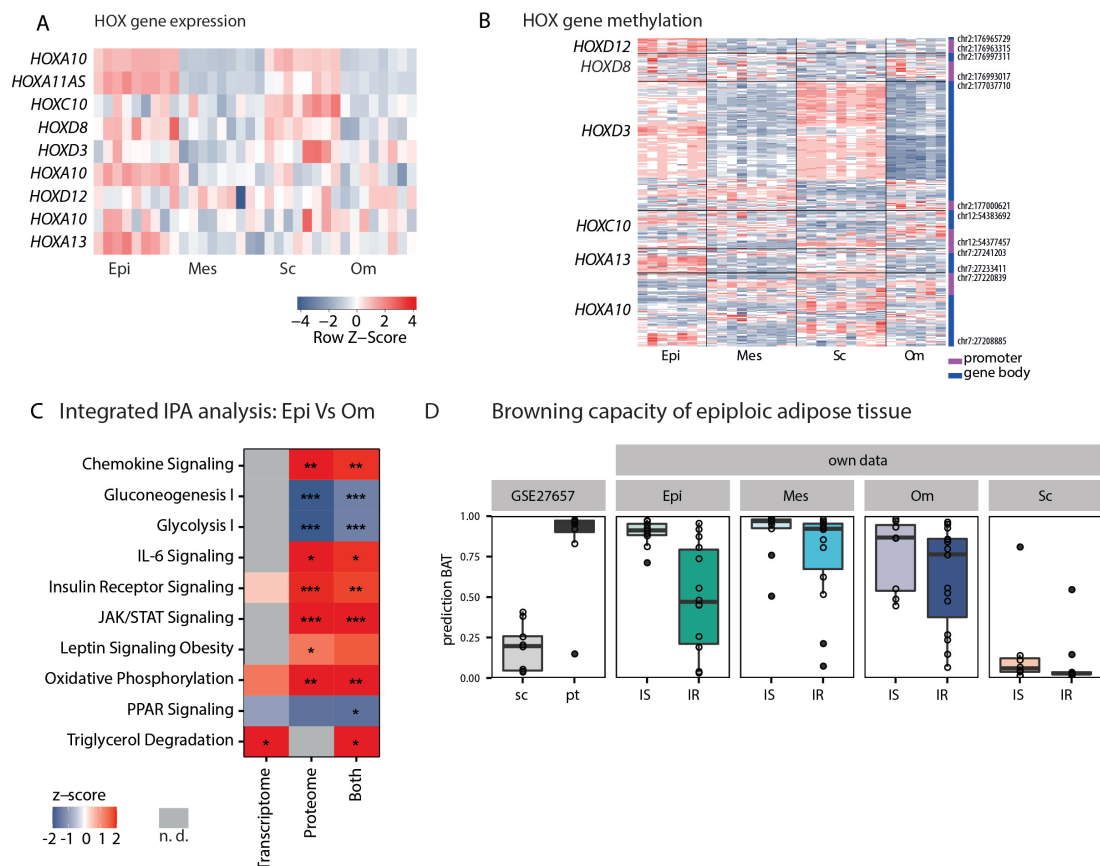 A
HOX gene expression
HOXA10
HOXA11AS
HOXC10
HOXD8
HOXD3
HOXA10
HOXD12
HOXA10
HOXA13
Epi Mes Sc Om
−4 −2 0 2 4
Row Z−Score
B
HOX gene methylation
HOXD12
HOXD8
HOXD3
HOXC10
HOXA13
HOXA10
chr2:176965729
chr2:176963315
chr2:176997311
chr2:176993017
chr2:177037710
chr2:177000621
chr12:54383692
chr12:54377457
chr7:27241203
chr7:27233411
chr7:27220839
chr7:27208885
Epi Mes Sc Om
promoter
gene body
C Integrated IPA analysis: Epi Vs Om
Chemokine Signaling ** **
Gluconeogenesis I *** ***
Glycolysis I *** ***
IL-6 Signaling * *
Insulin Receptor Signaling *** **
JAK/STAT Signaling *** ***
Leptin Signaling Obesity *
Oxidative Phosphorylation ** **
PPAR Signaling *
Triglycerol Degradation * *
Transcriptome
Proteome
Both
z−score
-2 -1 0 1 2
n. d.
D Browning capacity of epiploic adipose tissue
own data
GSE27657 Epi Mes Om Sc
prediction BAT
1.00
0.75
0.50
0.25
0.00
sc pt IS IR IS IR IS IR IS IR